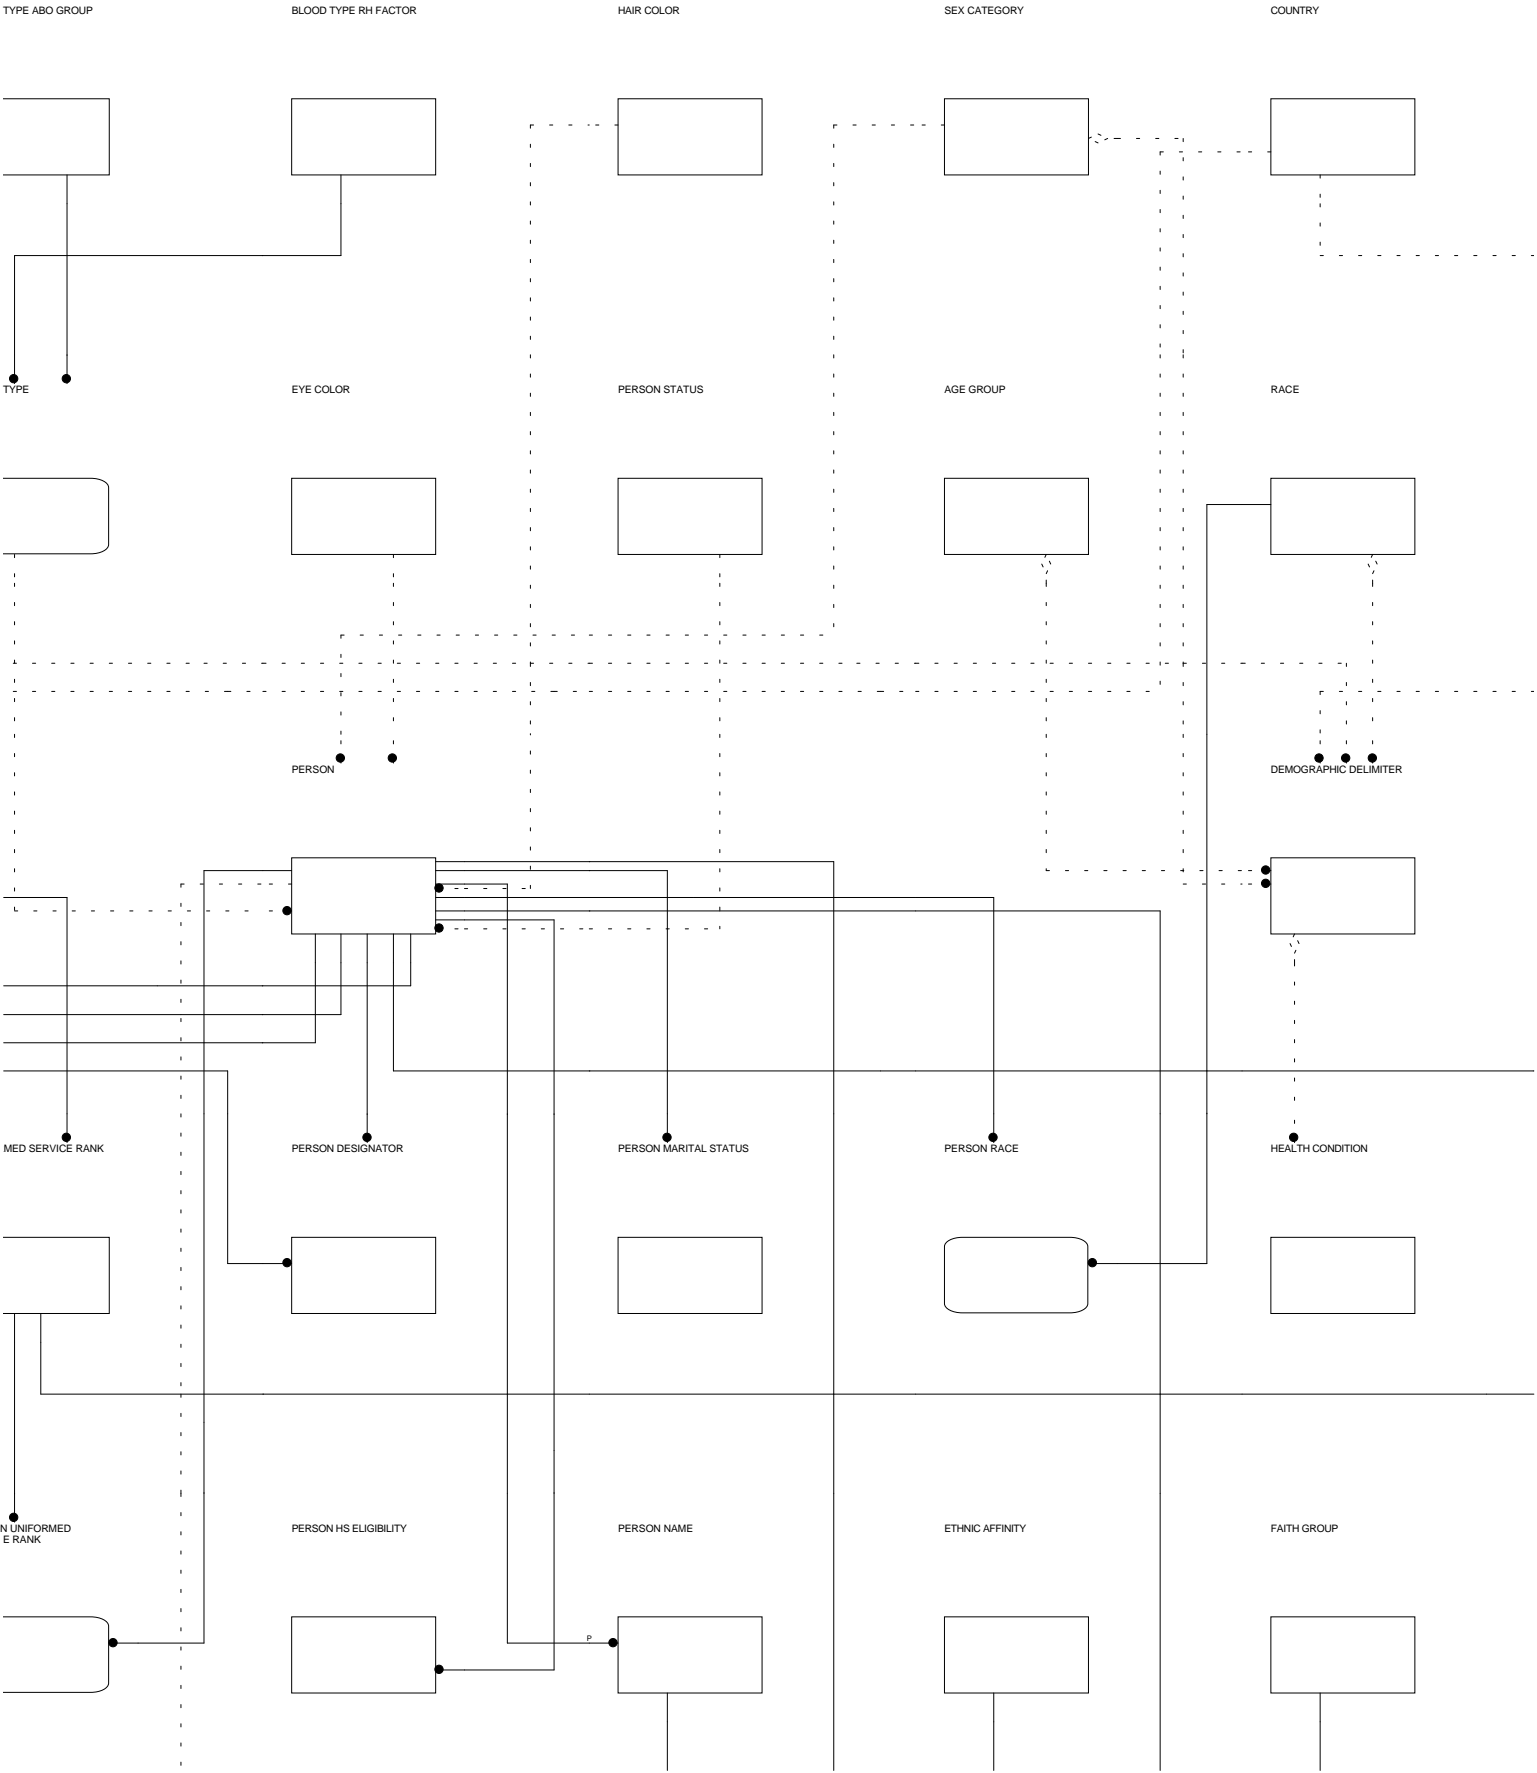 TYPE ABO GROUP
BLOOD TYPE RH FACTOR
HAIR COLOR
SEX CATEGORY
COUNTRY
TYPE
EYE COLOR
PERSON STATUS
AGE GROUP
RACE
PERSON
DEMOGRAPHIC DELIMITER
MED SERVICE RANK
PERSON DESIGNATOR
PERSON MARITAL STATUS
PERSON RACE
HEALTH CONDITION
N UNIFORMED
E RANK
PERSON HS ELIGIBILITY
PERSON NAME
ETHNIC AFFINITY
FAITH GROUP
P